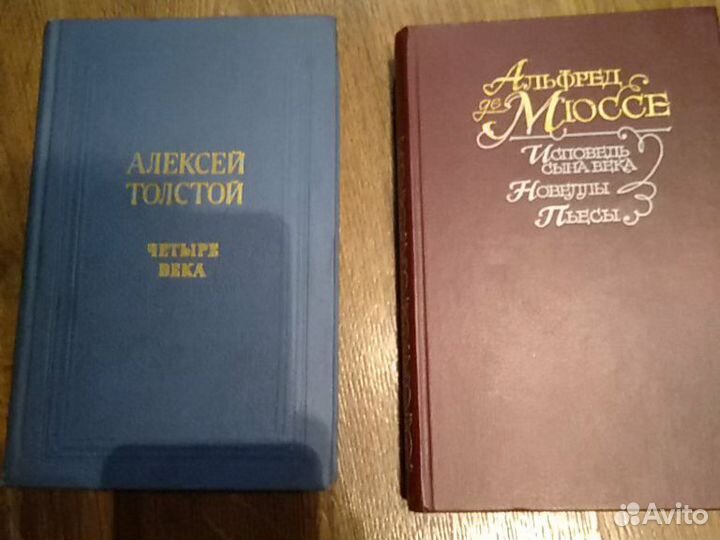 АЛЕКСЕЙ
ТОЛСТОЙ
ЧЕТЫРЕ
ВЕКА
АЛЬФРЕД
де МЮССЕ
ИСПОВЕДЬ
СЫНА ВЕКА
НОВЕЛЛЫ
ПЬЕСЫ
Avito